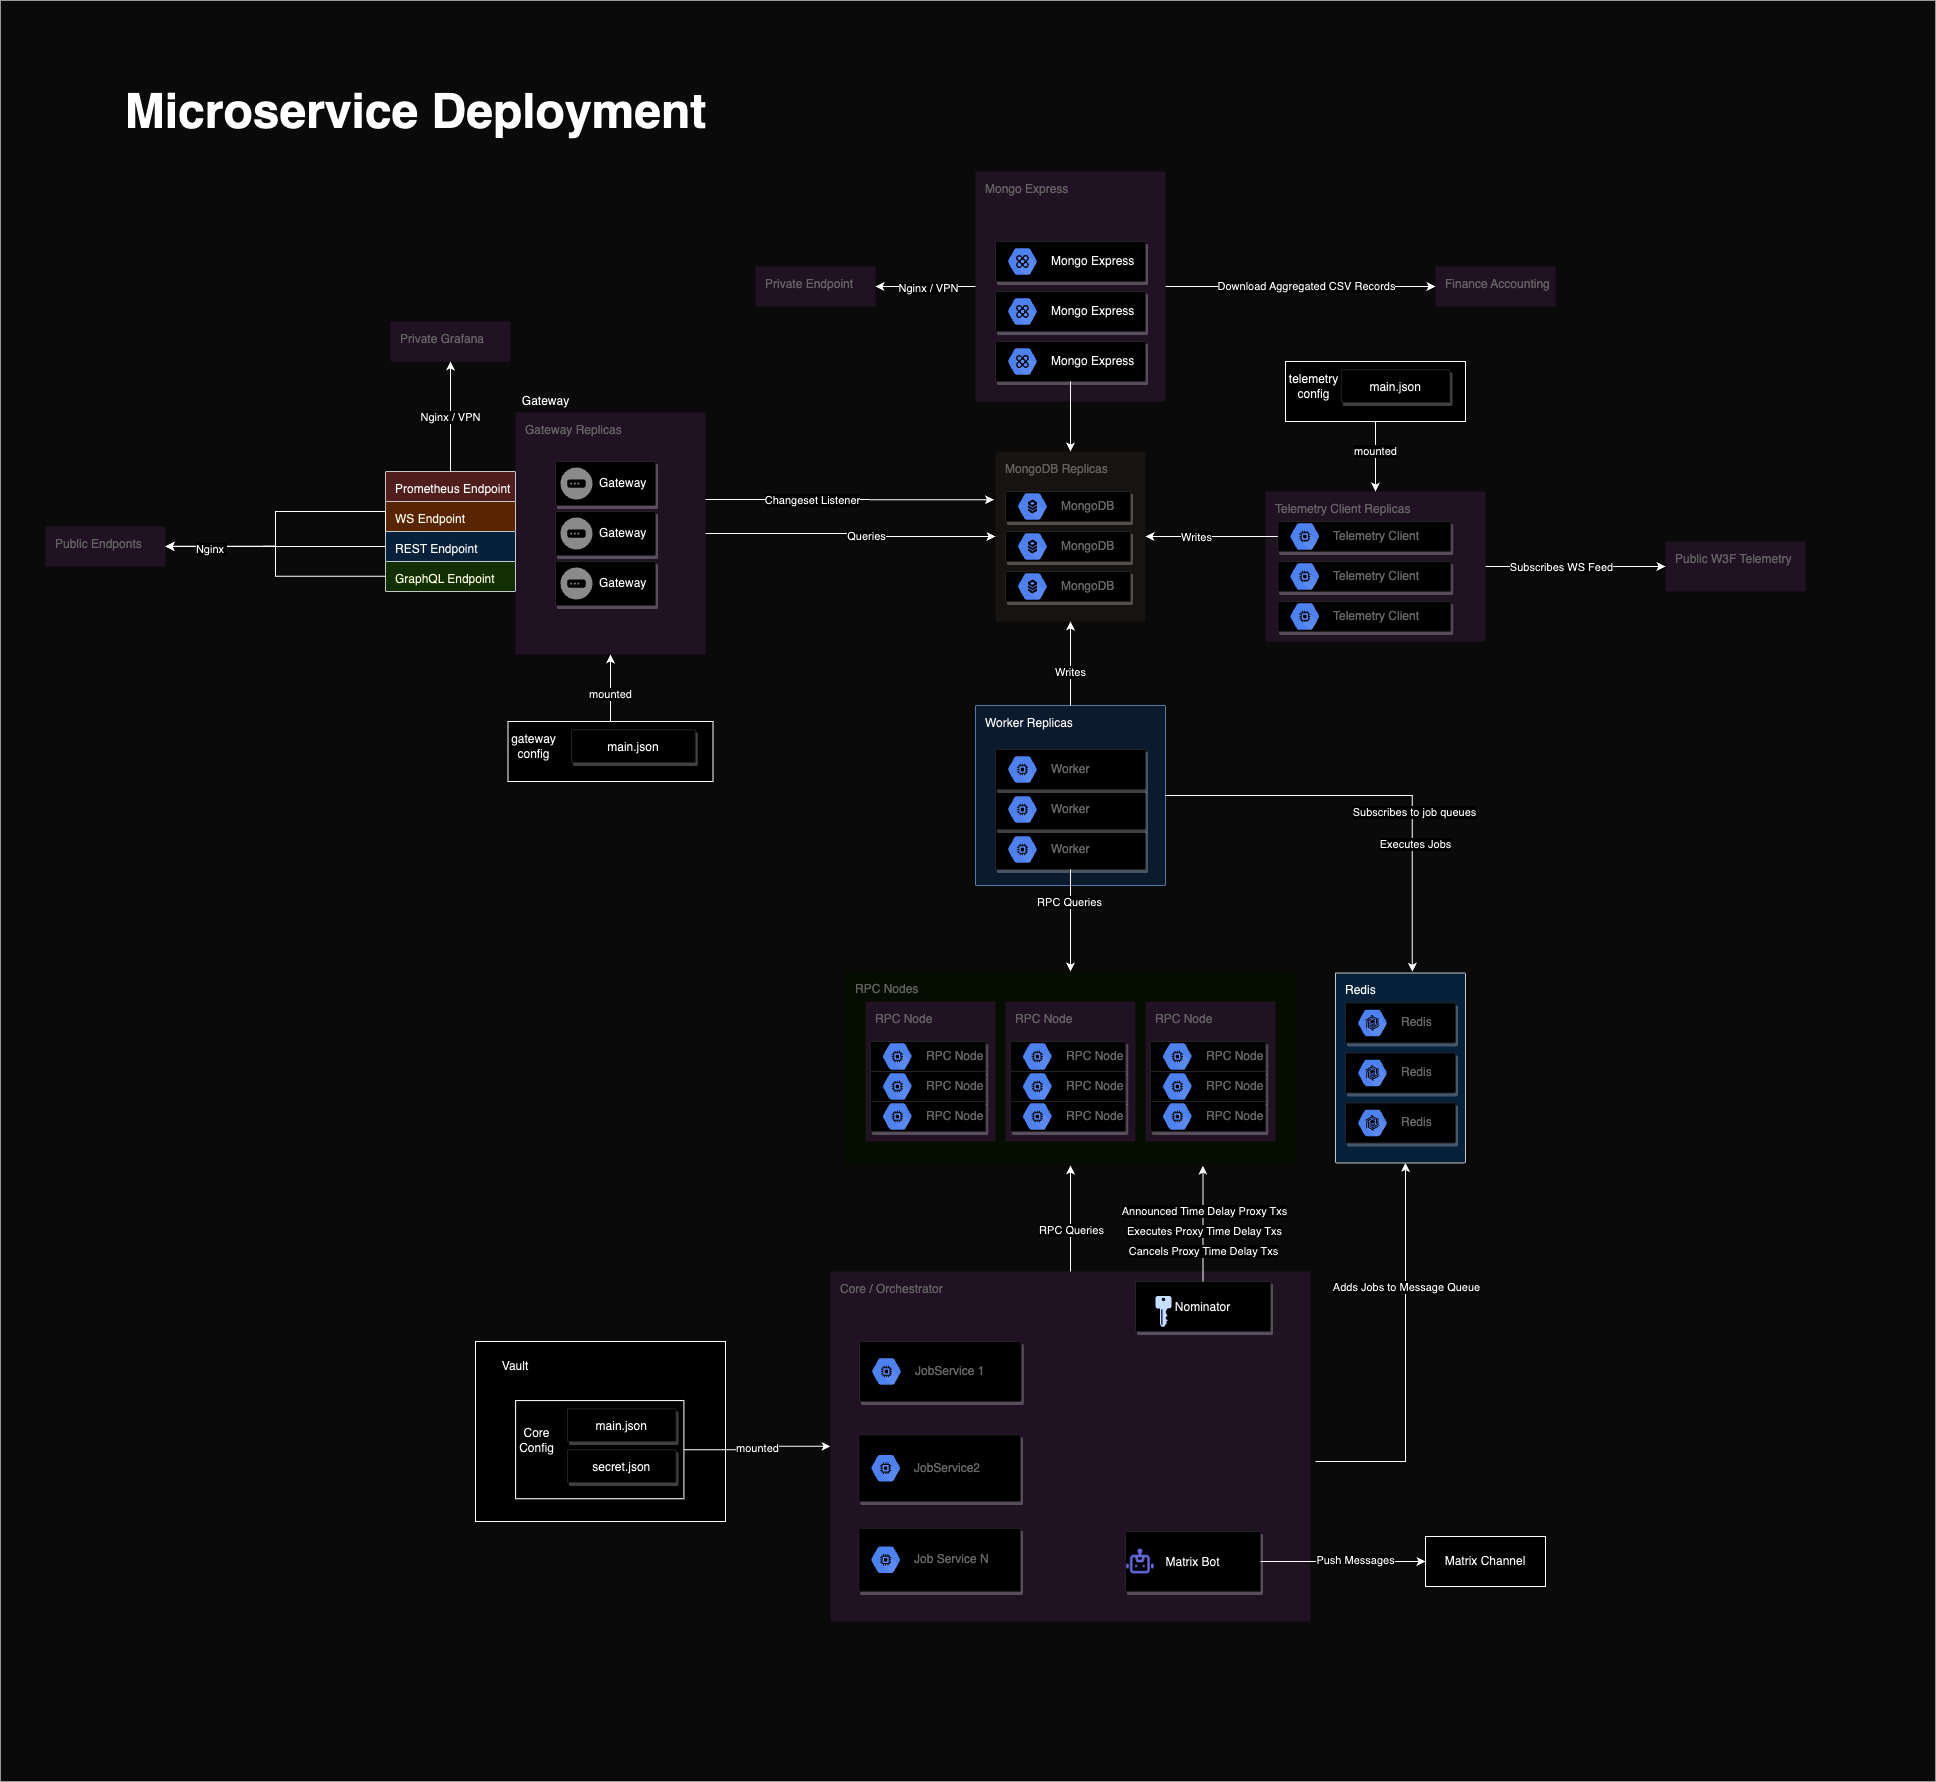 Microservice Deployment
Mongo Express
Mongo Express
Mongo Express
Mongo Express
Private Endpoint
Nginx / VPN
Download Aggregated CSV Records
Finance Accounting
Private Grafana
Nginx / VPN
telemetry
config
main.json
mounted
Gateway
Gateway Replicas
Gateway
Gateway
Gateway
Prometheus Endpoint
WS Endpoint
REST Endpoint
GraphQL Endpoint
Public Endponts
Nginx
Changeset Listener
Queries
MongoDB Replicas
MongoDB
MongoDB
MongoDB
Writes
Telemetry Client Replicas
Telemetry Client
Telemetry Client
Telemetry Client
Subscribes WS Feed
Public W3F Telemetry
mounted
gateway
config
main.json
Writes
Worker Replicas
Worker
Worker
Worker
Subscribes to job queues
Executes Jobs
RPC Queries
RPC Nodes
RPC Node
RPC Node
RPC Node
RPC Node
RPC Node
RPC Node
RPC Node
RPC Node
RPC Node
RPC Node
RPC Node
RPC Node
Redis
Redis
Redis
Redis
RPC Queries
Announced Time Delay Proxy Txs
Executes Proxy Time Delay Txs
Cancels Proxy Time Delay Txs
Adds Jobs to Message Queue
Core / Orchestrator
Nominator
JobService 1
JobService2
Job Service N
Matrix Bot
Push Messages
Matrix Channel
Vault
Core
Config
main.json
secret.json
mounted